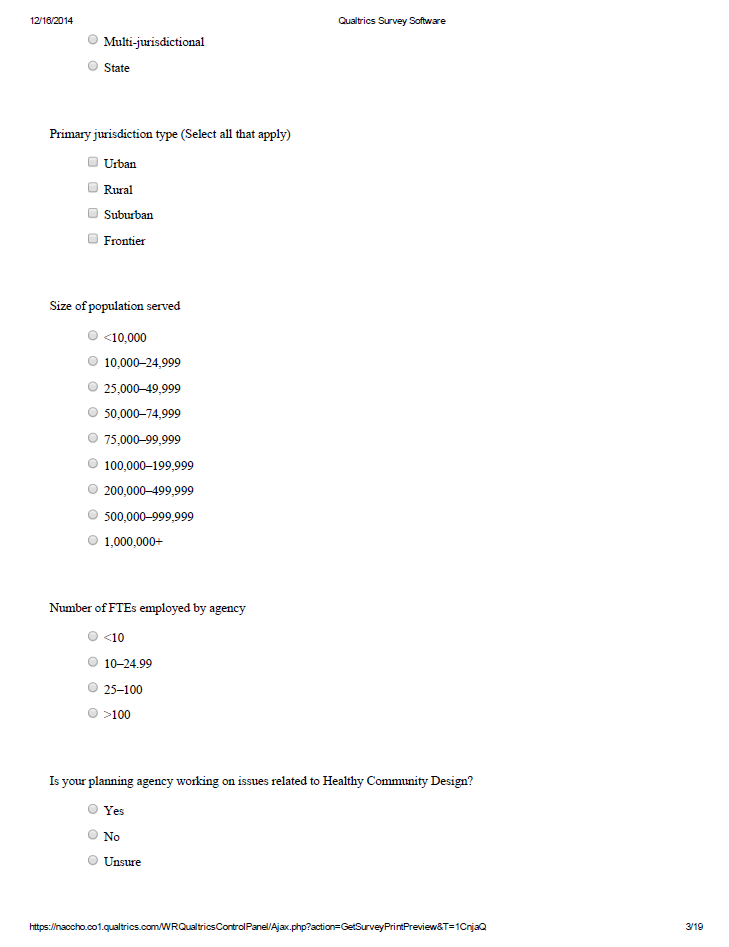 12/16/2014 Qualtrics Survey Software
Multi-jurisdictional
State
Primary jurisdiction type (Select all that apply)
Urban
Rural
Suburban
Frontier
Size of population served
<10,000
10,000–24,999
25,000–49,999
50,000–74,999
75,000–99,999
100,000–199,999
200,000–499,999
500,000–999,999
1,000,000+
Number of FTEs employed by agency
<10
10–24.99
25–100
>100
Is your planning agency working on issues related to Healthy Community Design?
Yes
No
Unsure
https://naccho.co1.qualtrics.com/WRQualtricsControlPanel/Ajax.php?action=GetSurveyPrintPreview&T=1CnjaQ 3/19